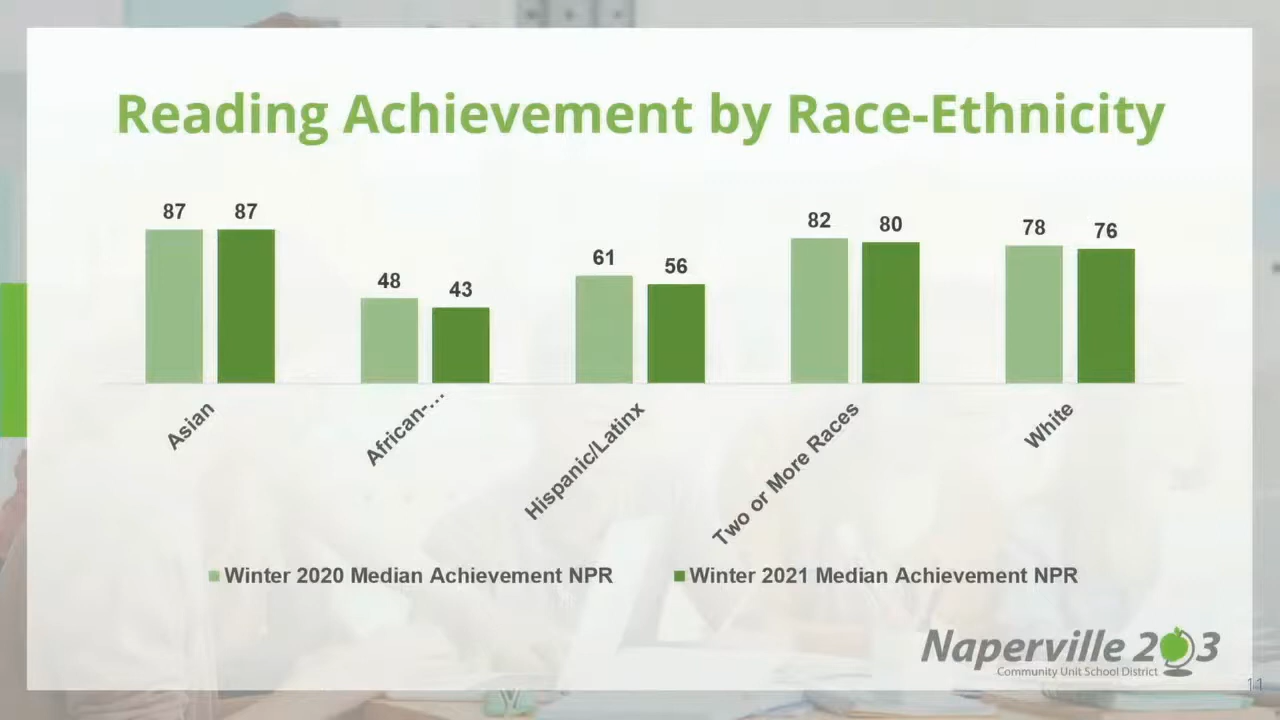 Reading Achievement by Race-Ethnicity
87 87
48 43
61 56
82 80
78 76
Asian
African-...
Hispanic/Latinx
Two or More Races
White
Winter 2020 Median Achievement NPR
Winter 2021 Median Achievement NPR
Naperville 203
Community Unit School District
11